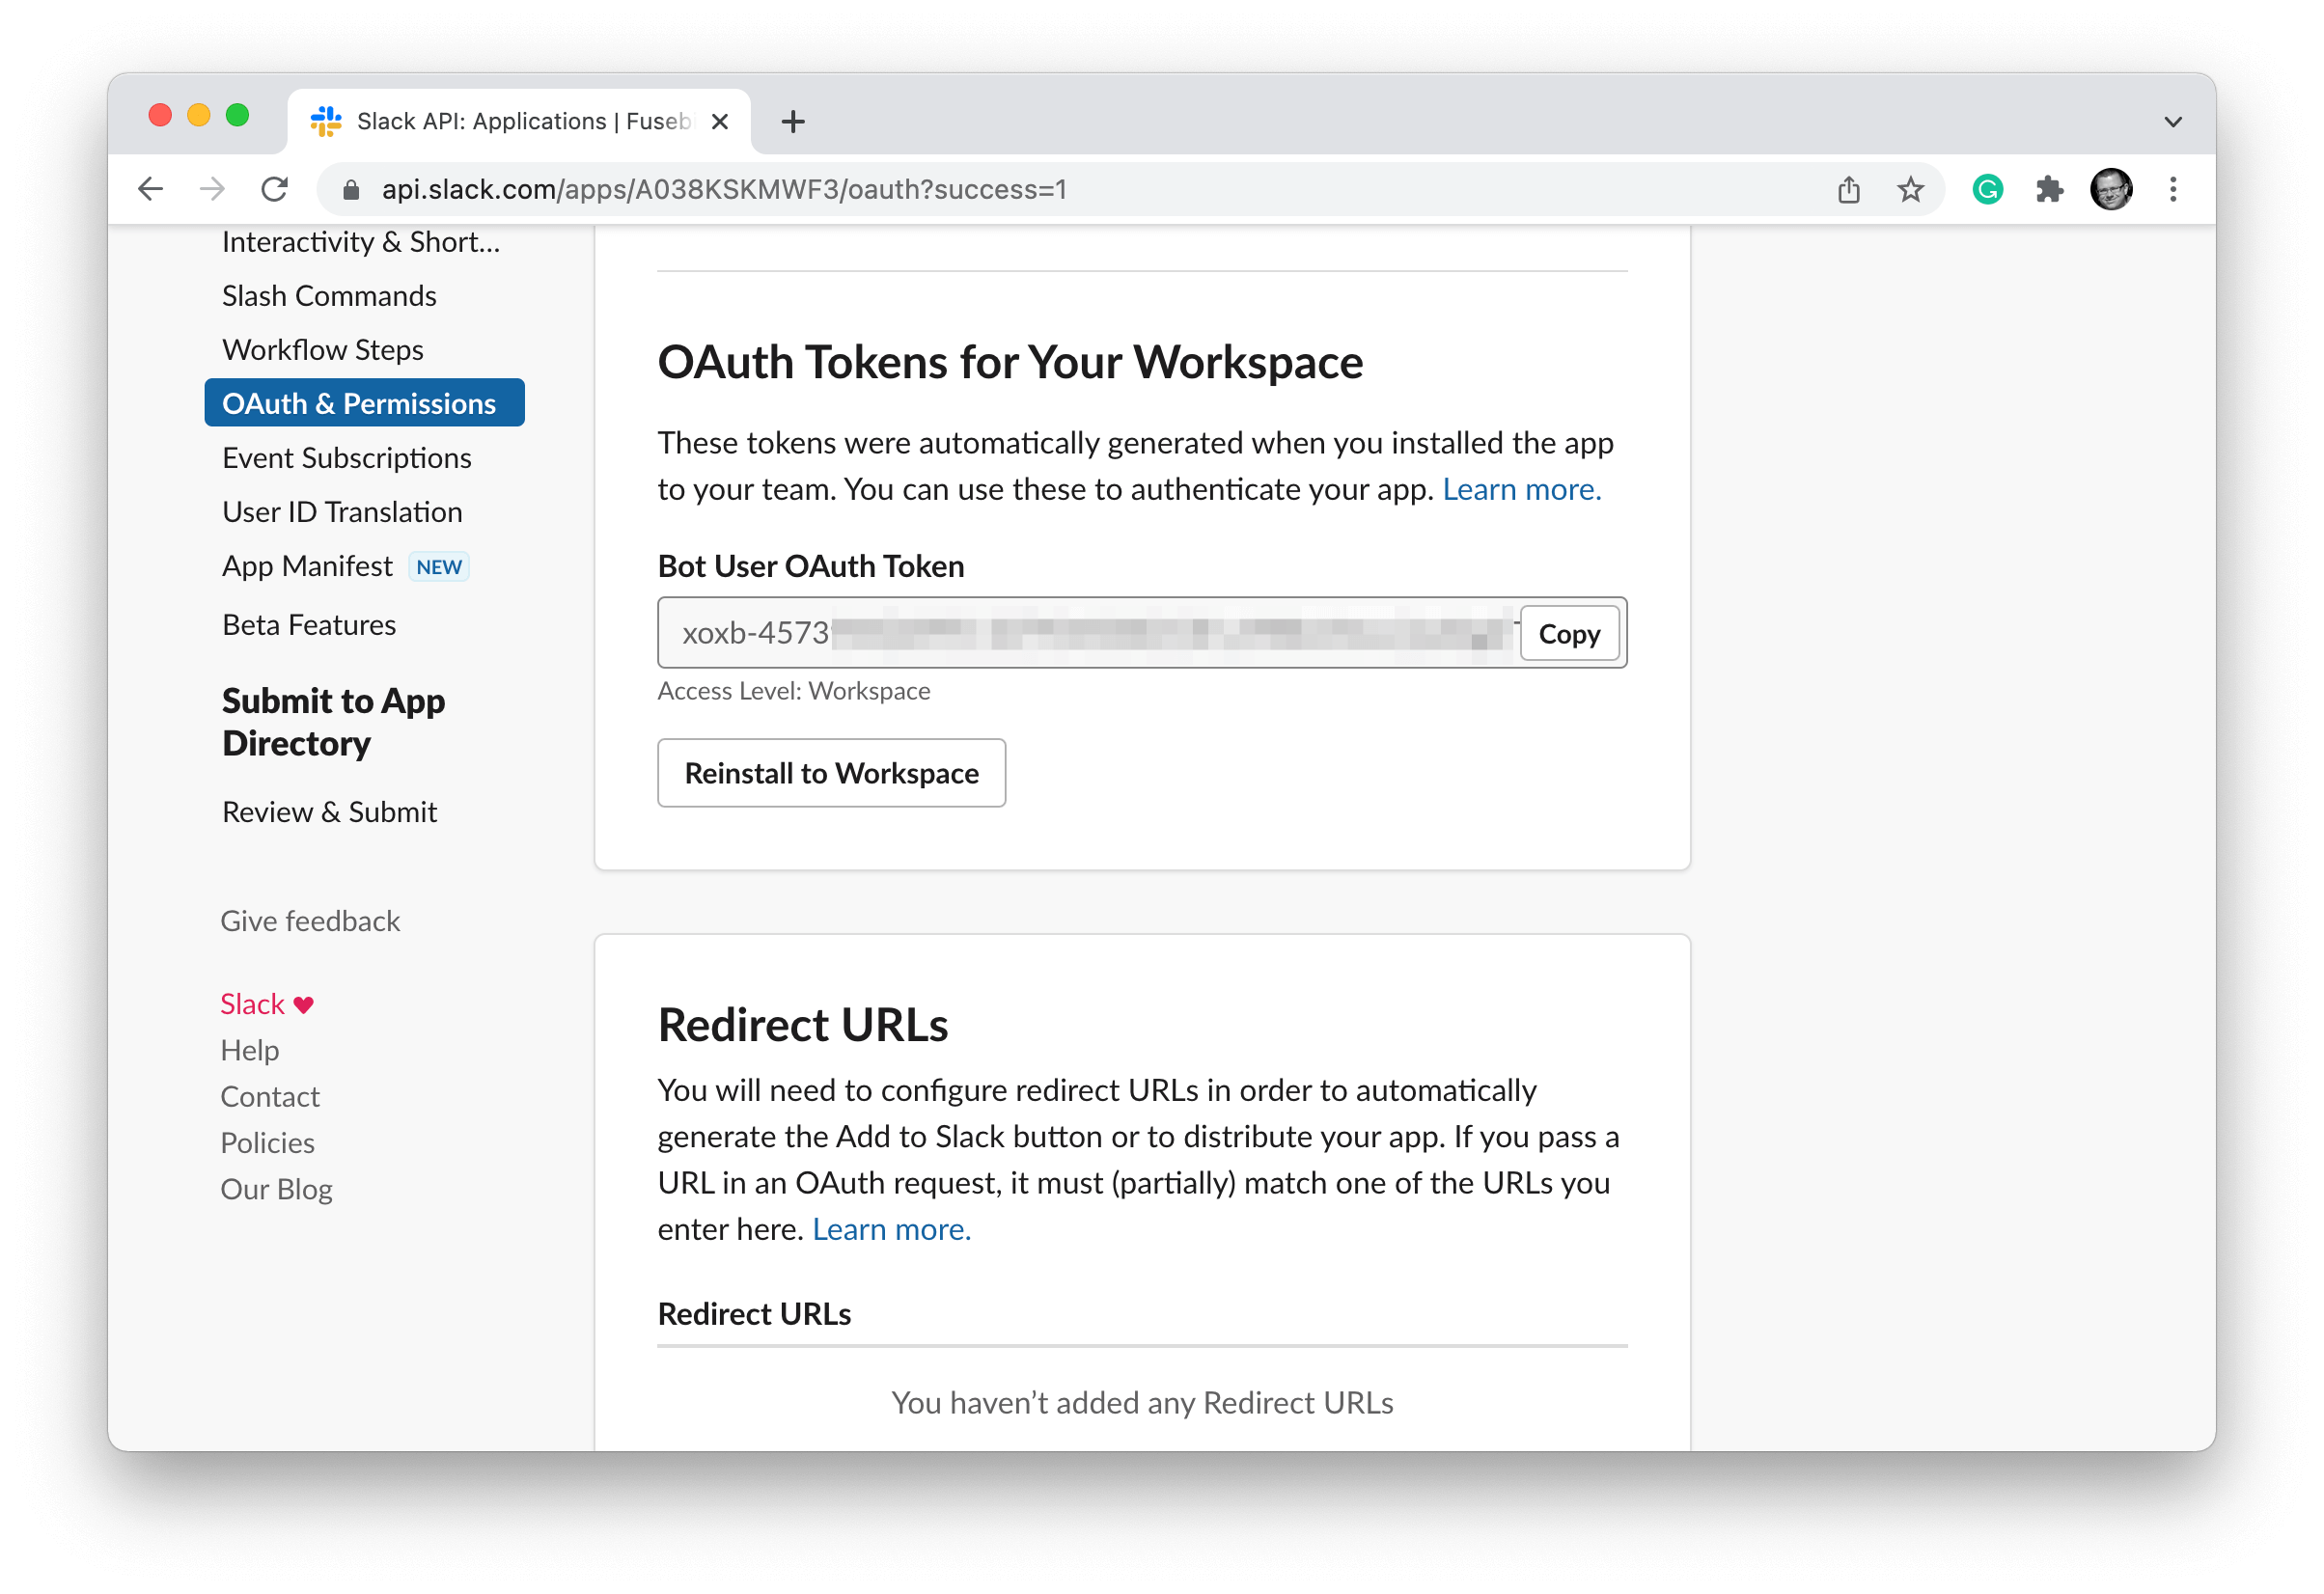 Slack API: Applications | Fuseb
api.slack.com/apps/A038KSKMWF3/oauth?success=1
Interactivity & Short...
Slash Commands
Workflow Steps
OAuth & Permissions
Event Subscriptions
User ID Translation
App Manifest NEW
Beta Features
Submit to App
Directory
Review & Submit
Give feedback
Slack ♥
Help
Contact
Policies
Our Blog
OAuth Tokens for Your Workspace
These tokens were automatically generated when you installed the app
to your team. You can use these to authenticate your app. Learn more.
Bot User OAuth Token
xoxb-4573
Copy
Access Level: Workspace
Reinstall to Workspace
Redirect URLs
You will need to configure redirect URLs in order to automatically
generate the Add to Slack button or to distribute your app. If you pass a
URL in an OAuth request, it must (partially) match one of the URLs you
enter here. Learn more.
Redirect URLs
You haven’t added any Redirect URLs